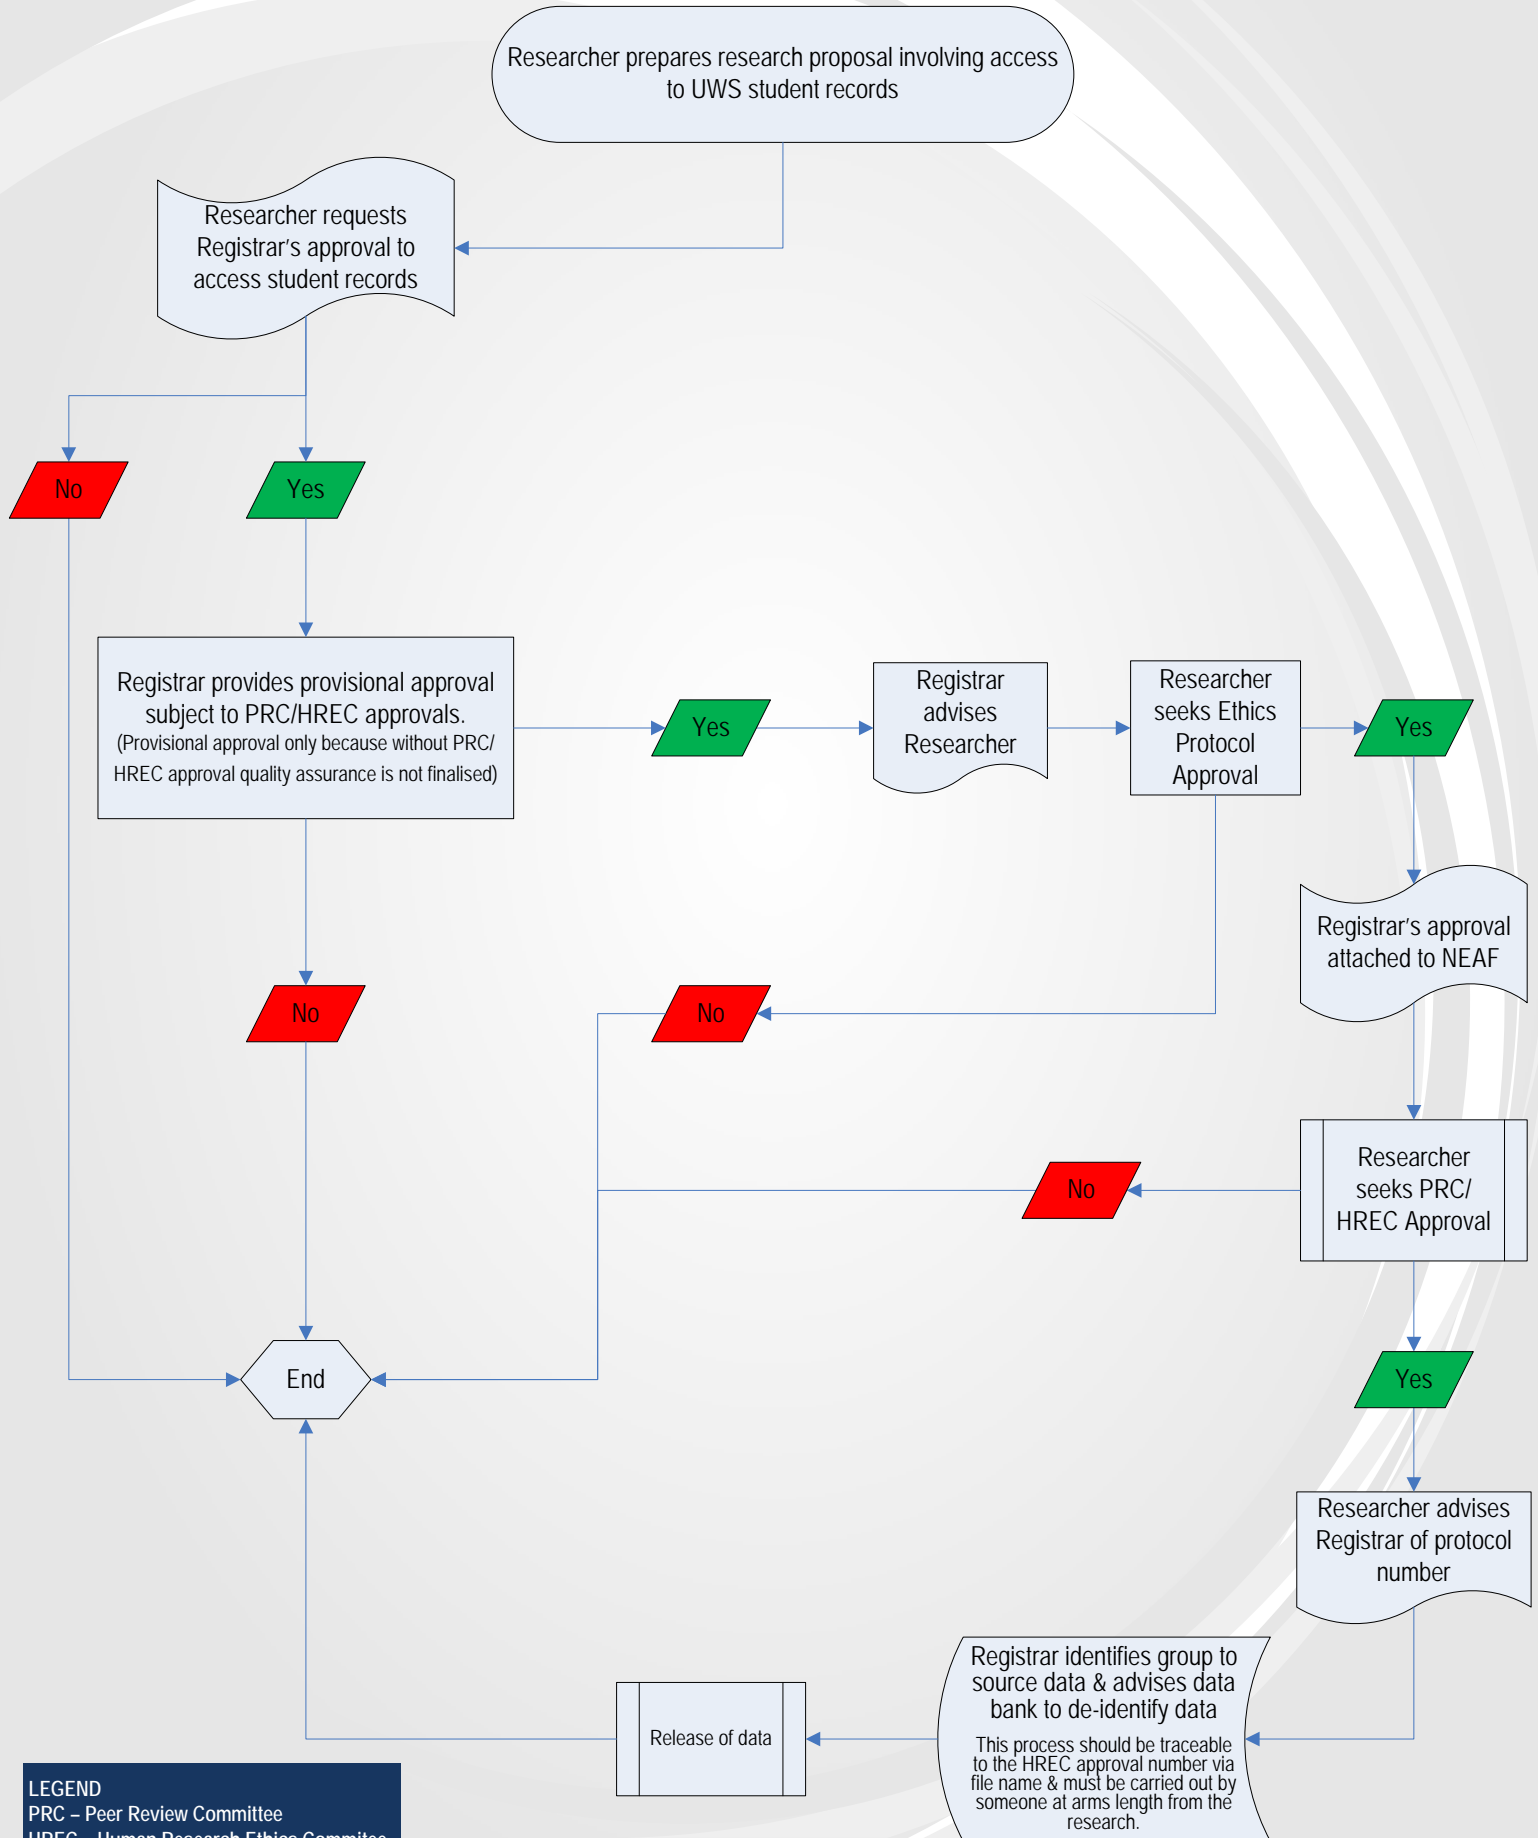 Researcher prepares research proposal involving access
to UWS student records
Researcher requests
Registrar's approval to
access student records
No
Yes
Registrar provides provisional approval
subject to PRC/HREC approvals.
(Provisional approval only because without PRC/
HREC approval quality assurance is not finalised)
Yes
Registrar
advises
Researcher
Researcher
seeks Ethics
Protocol
Approval
Yes
Registrar's approval
attached to NEAF
No
No
Researcher
seeks PRC/
HREC Approval
No
End
Yes
Researcher advises
Registrar of protocol
number
Registrar identifies group to
source data & advises data
bank to de-identify data
This process should be traceable
to the HREC approval number via
file name & must be carried out by
someone at arms length from the
research.
Release of data
LEGEND
PRC – Peer Review Committee
HREC – Human Research Ethics Commitee